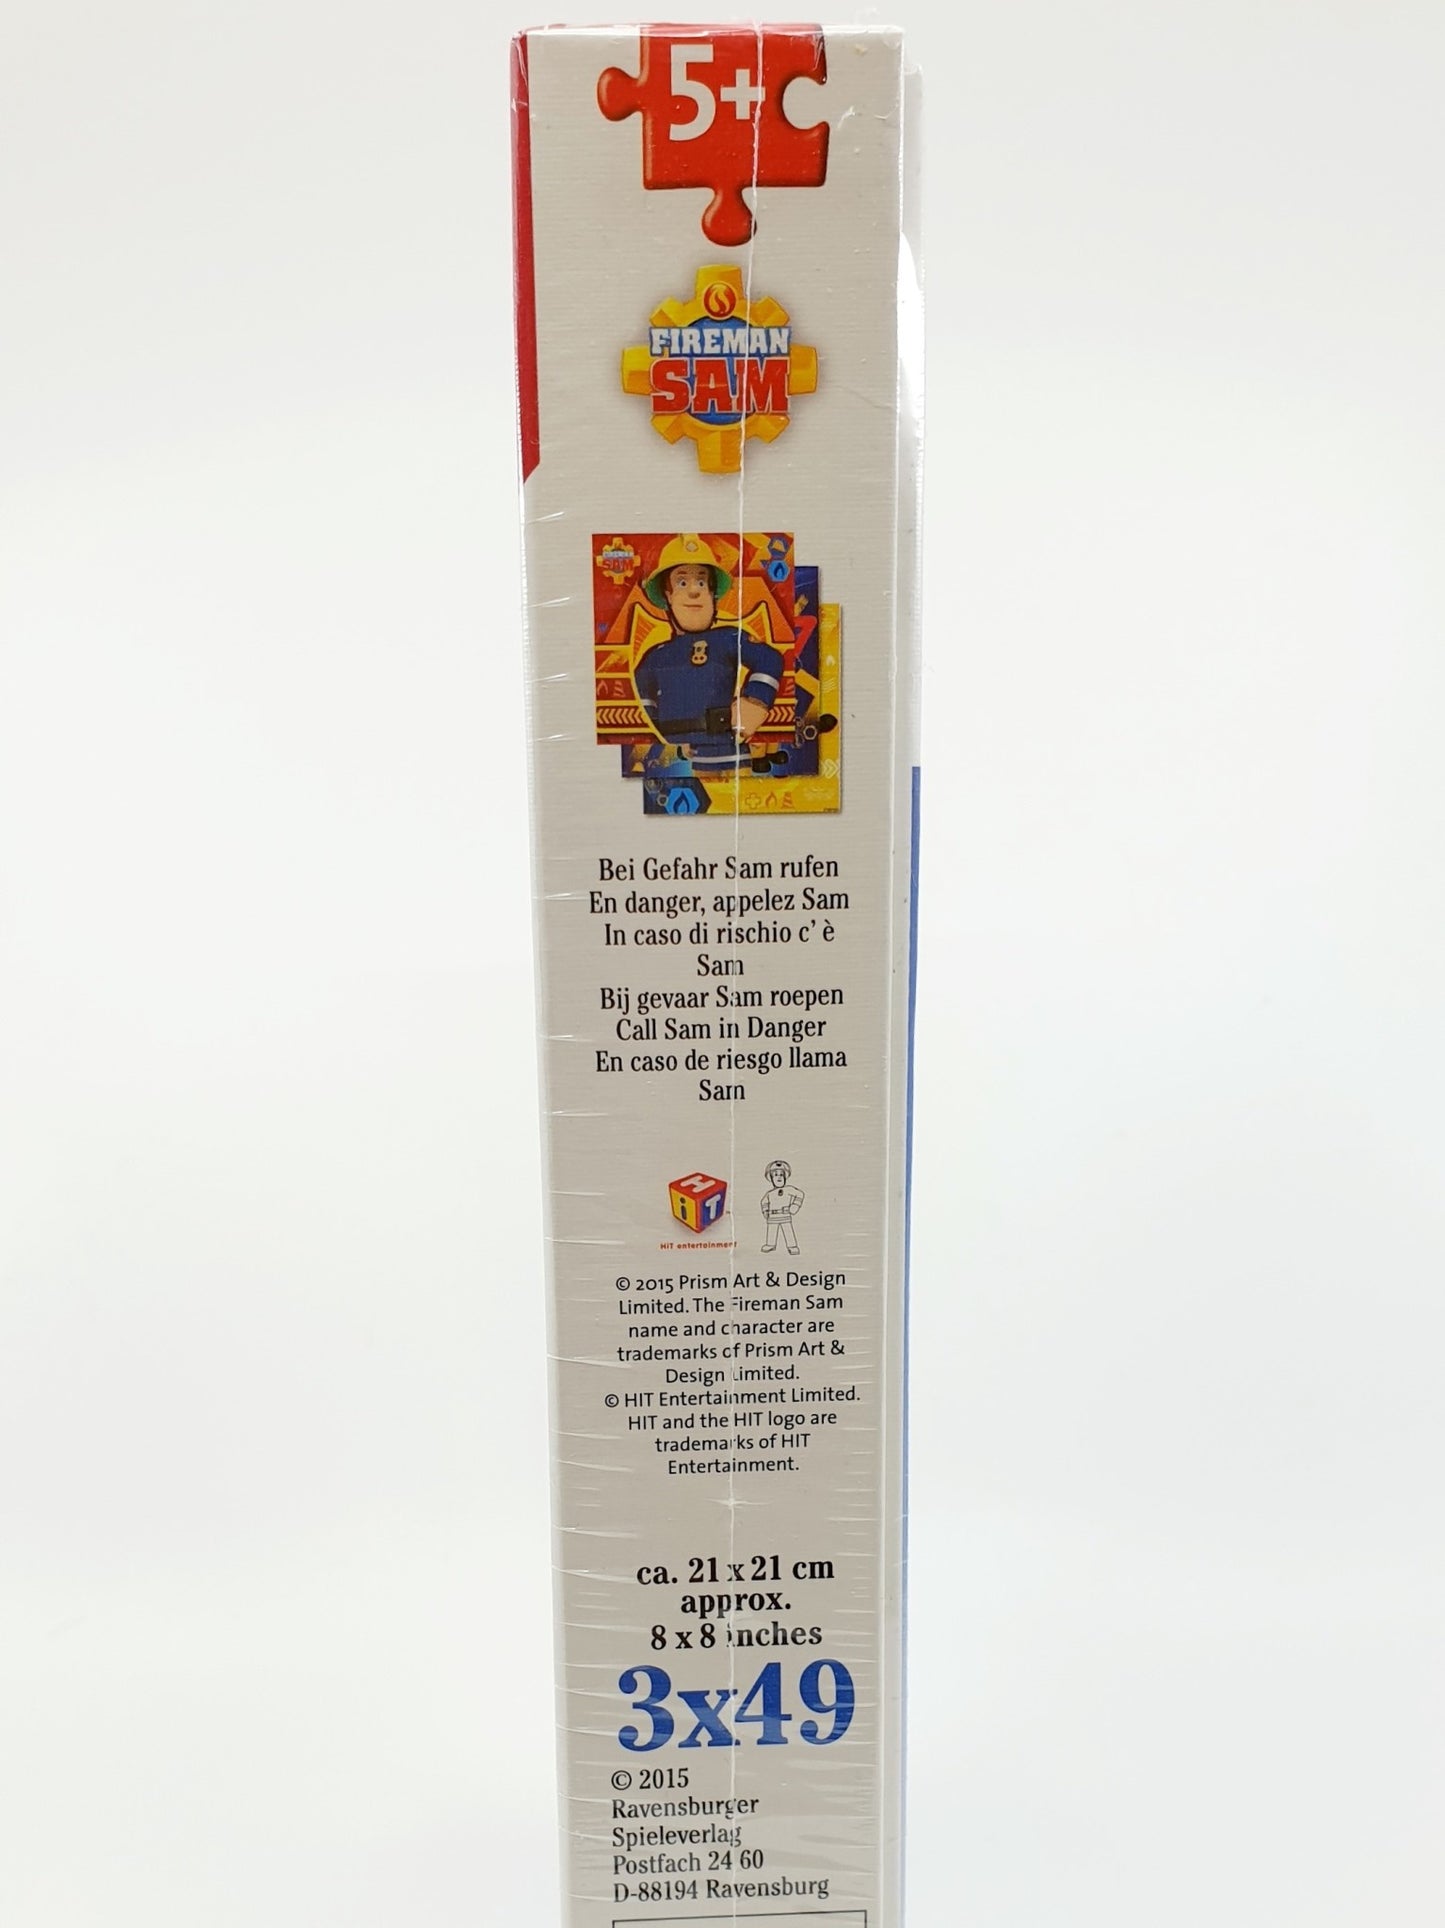 5+
FIREMAN
SAM
SAM
Bei Gefahr Sam rufen
En danger, appelez Sam
In caso di rischio c' è
Sam
Bij gevaar Sam roepen
Call Sam in Danger
En caso de riesgo llama
Sam
HiT
HiT entertainment
© 2015 Prism Art & Design
Limited. The Fireman Sam
name and character are
trademarks of Prism Art &
Design Limited.
© HIT Entertainment Limited.
HIT and the HIT logo are
trademarks of HIT
Entertainment.
ca. 21 x 21 cm
approx.
8 x 8 inches
3x49
© 2015
Ravensburger
Spieleverlag
Postfach 24 60
D-88194 Ravensburg